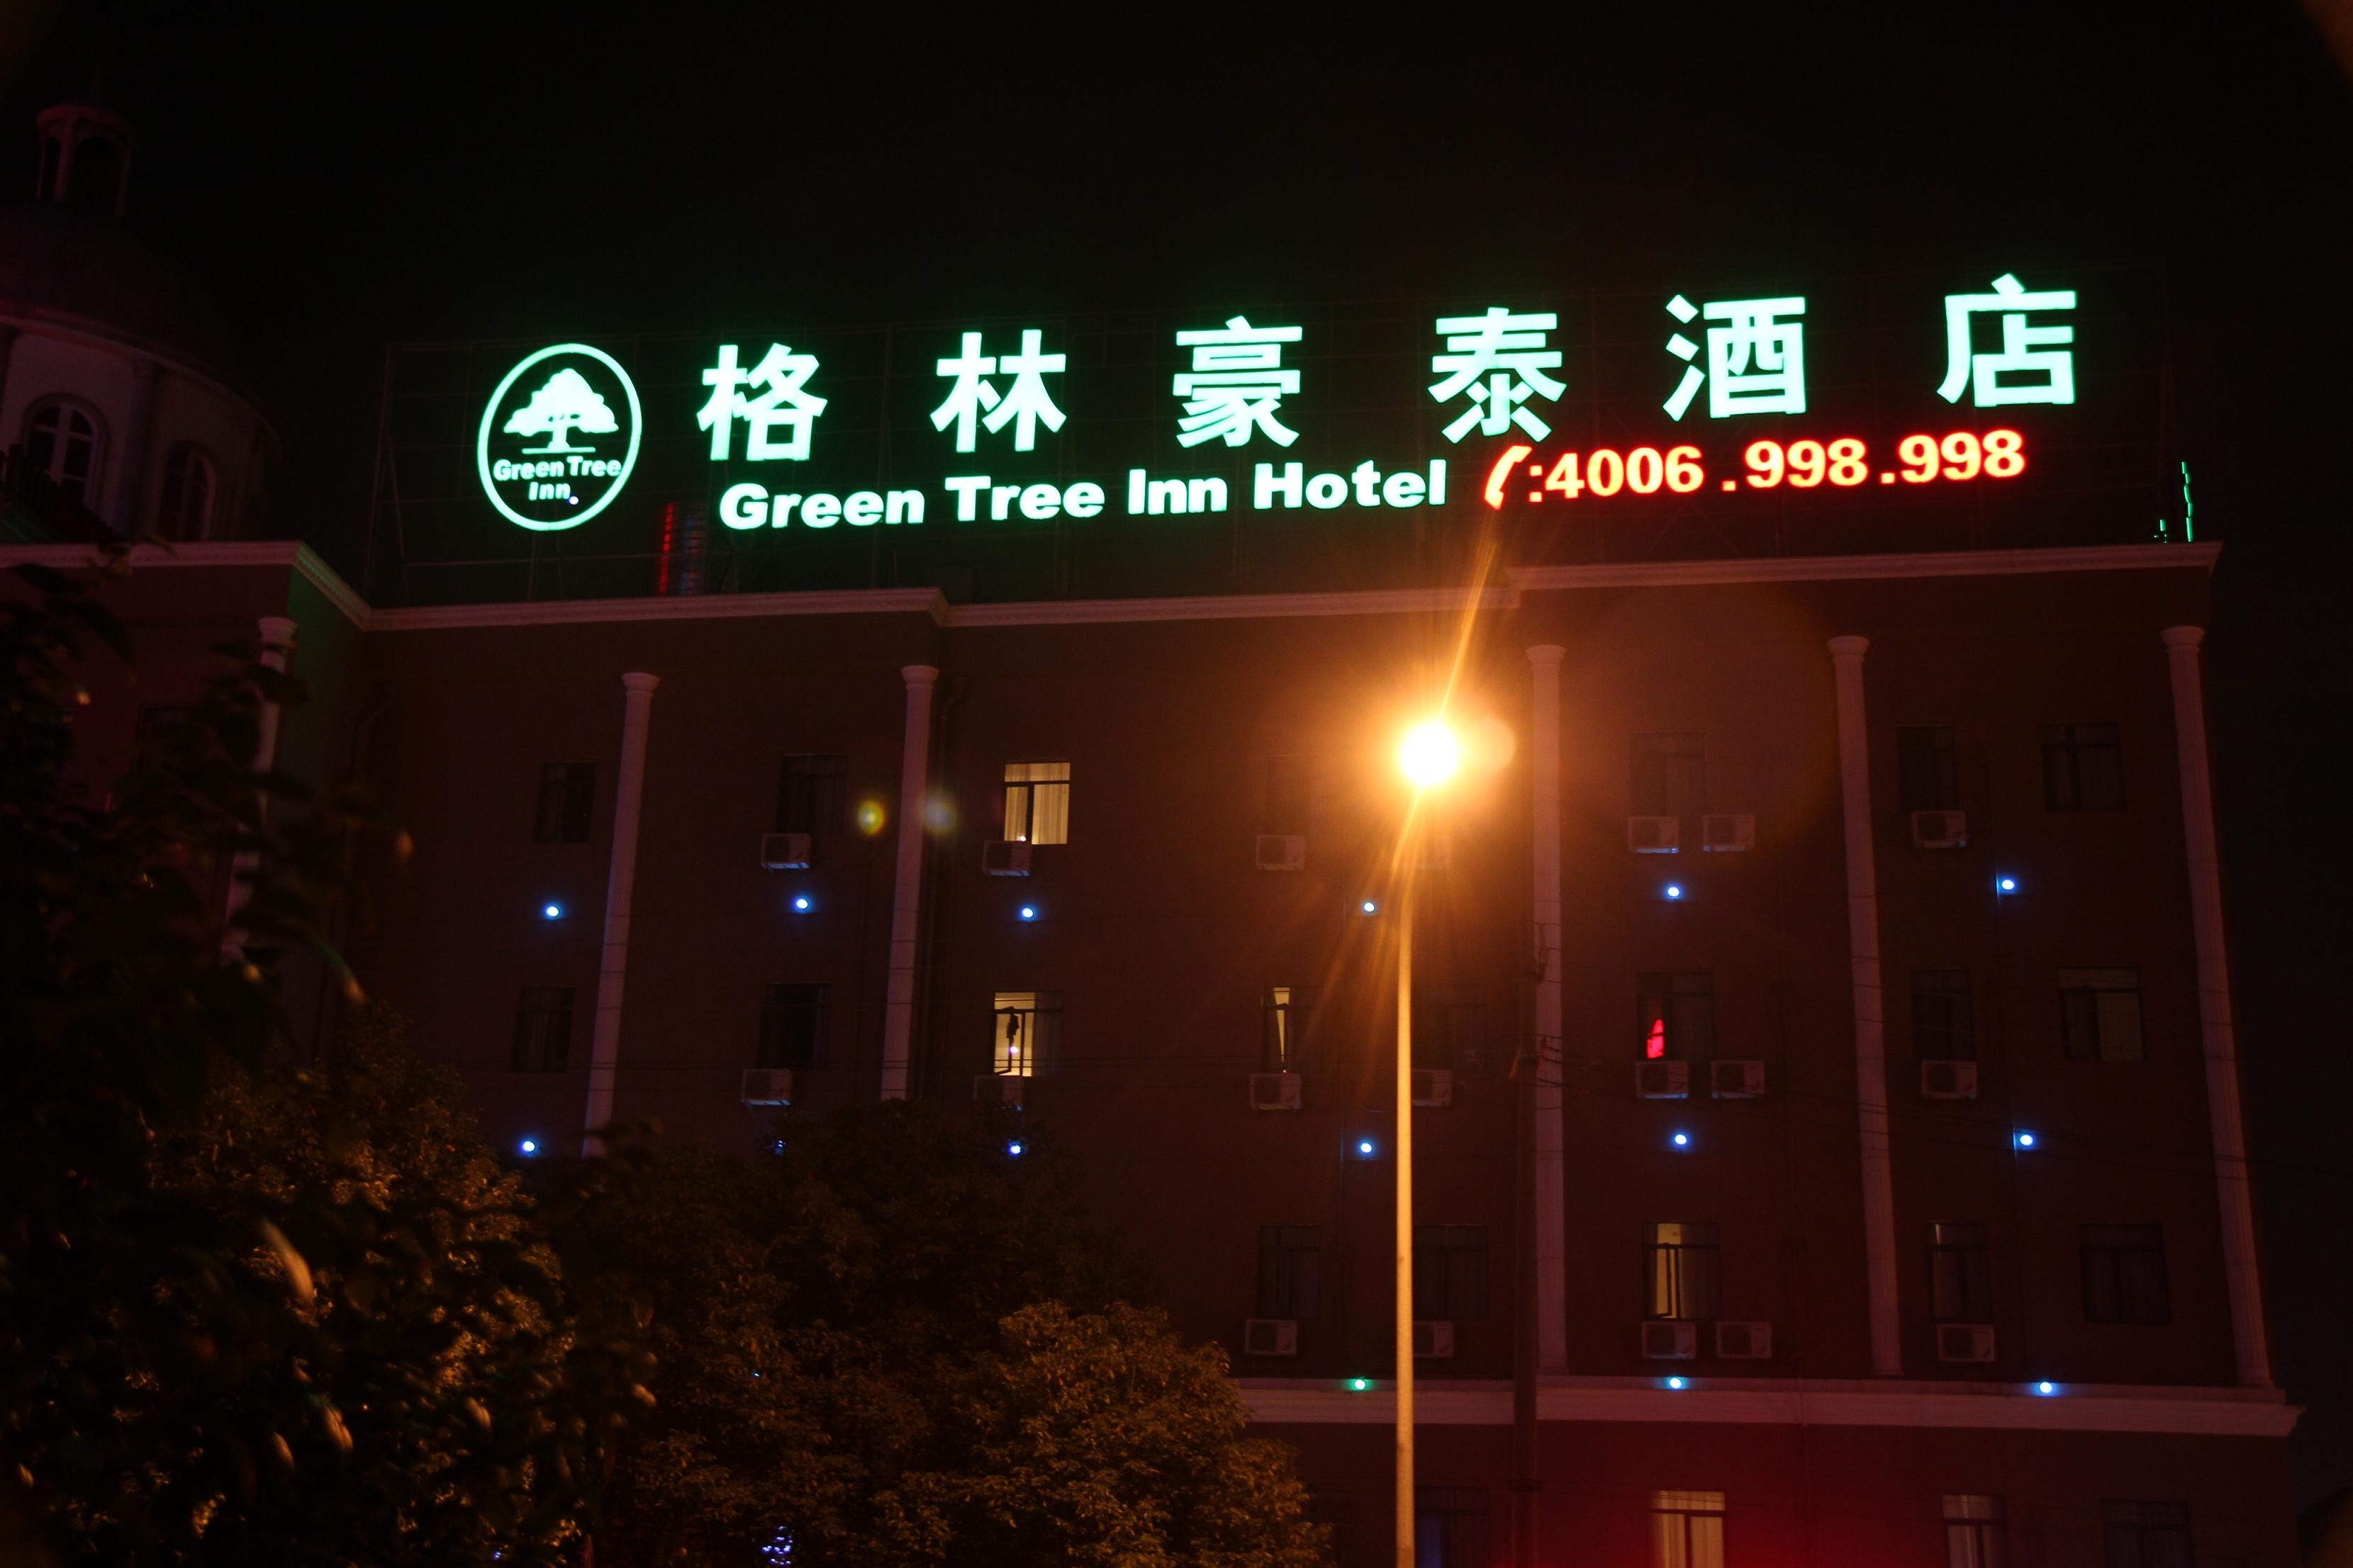 Green Tree
Inn
格林豪泰酒店
Green Tree Inn Hotel :4006.998.998